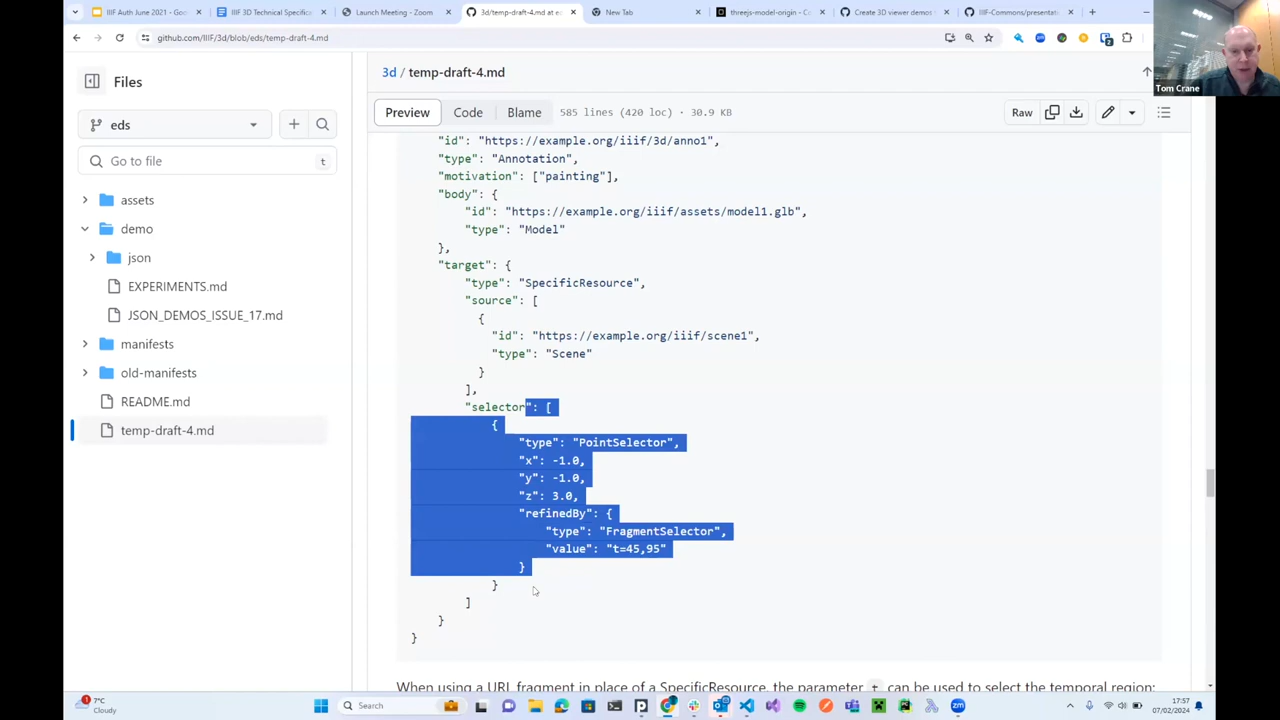 IIIF Auth June 2021 - Goo
IIIF 3D Technical Specifica
Launch Meeting - Zoom
3d/temp-draft-4.md at ed
New Tab
threejs-model-origin - C
Create 3D viewer demos
IIIF-Commons/presentat
github.com/IIIF/3d/blob/eds/temp-draft-4.md
Tom Crane
Files
3d / temp-draft-4.md
eds
Preview
Code
Blame
585 lines (420 loc) · 30.9 KB
Raw
Go to file
t
assets
demo
json
EXPERIMENTS.md
JSON_DEMOS_ISSUE_17.md
manifests
old-manifests
README.md
temp-draft-4.md
"id": "https://example.org/iiif/3d/anno1",
"type": "Annotation",
"motivation": ["painting"],
"body": {
"id": "https://example.org/iiif/assets/model1.glb",
"type": "Model"
},
"target": {
"type": "SpecificResource",
"source": [
{
"id": "https://example.org/iiif/scene1",
"type": "Scene"
}
],
"selector": [
{
"type": "PointSelector",
"x": -1.0,
"y": -1.0,
"z": 3.0,
"refinedBy": {
"type": "FragmentSelector",
"value": "t=45,95"
}
}
]
}
}
When using a URL fragment in place of a SpecificResource, the parameter t can be used to select the temporal region:
1
7°C
Cloudy
Search
17:57
07/02/2024